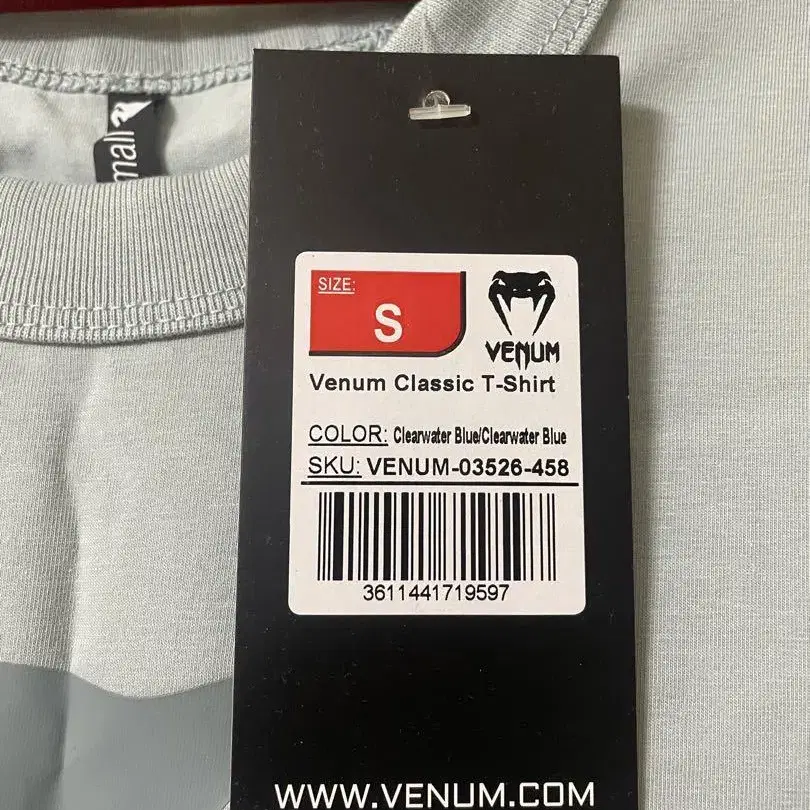 mall
SIZE:
S
VENUM
Venum Classic T-Shirt
COLOR: Clearwater Blue/Clearwater Blue
SKU: VENUM-03526-458
3611441719597
WWW.VENUM.COM